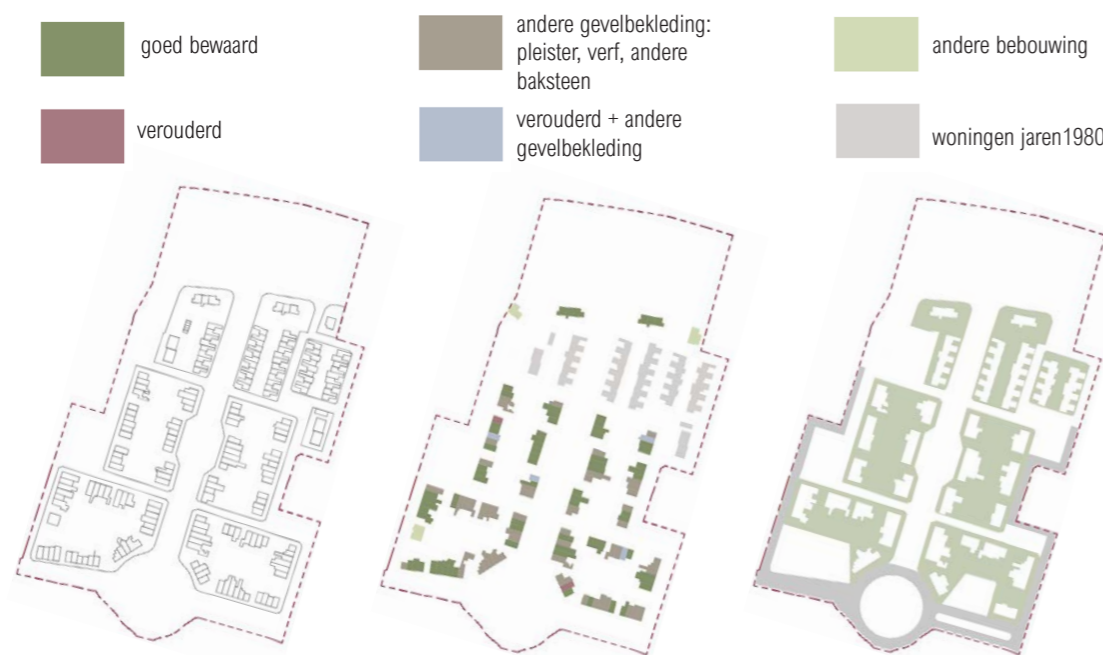 goed bewaard
andere gevelbekleding:
pleister, verf, andere
baksteen
andere bebouwing
verouderd
verouderd + andere
gevelbekleding
woningen jaren1980